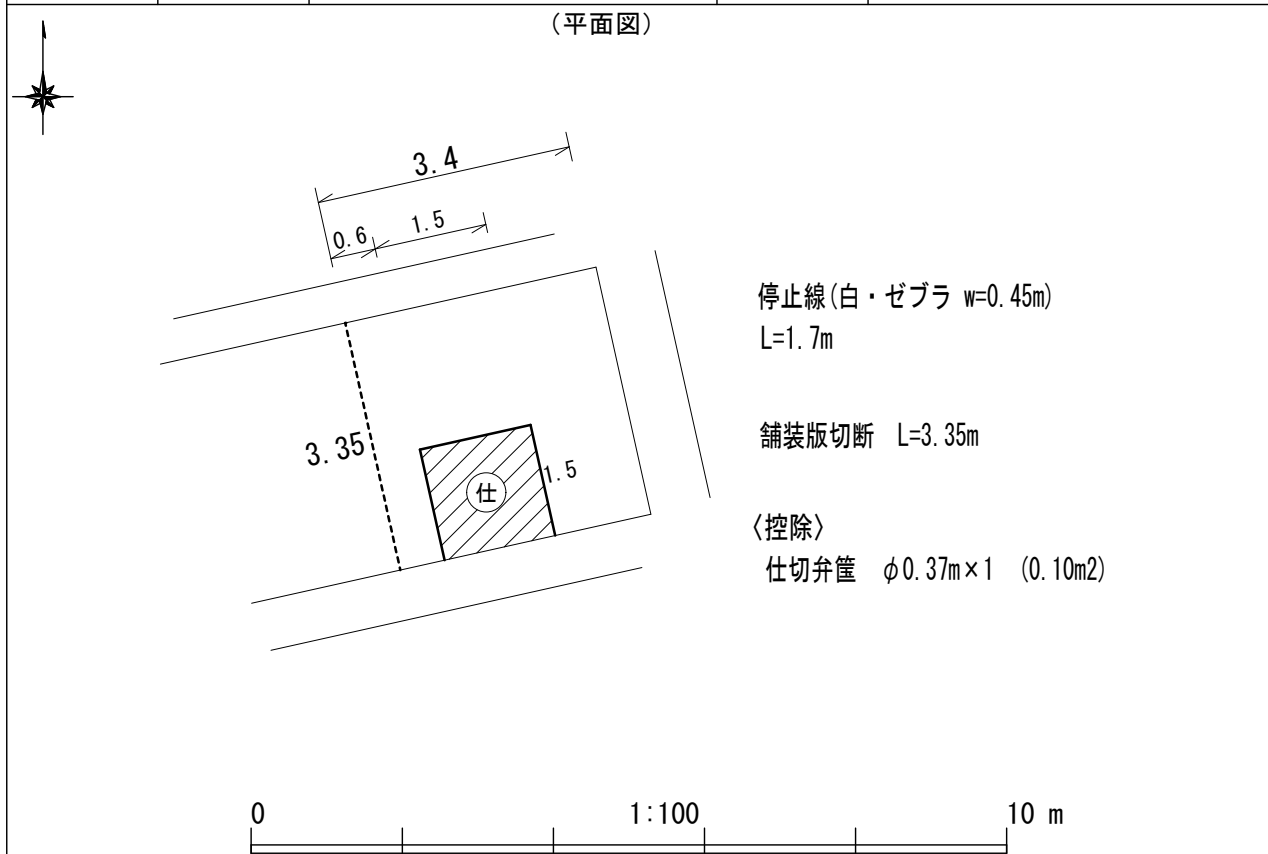 (平面図)
3.4
0.6
1.5
停止線(白・ゼブラ w=0.45m)
L=1.7m
3.35
舗装版切断 L=3.35m
1.5
仕
〈控除〉
仕切弁筐 φ0.37m×1 (0.10m2)
0 1:100 10 m